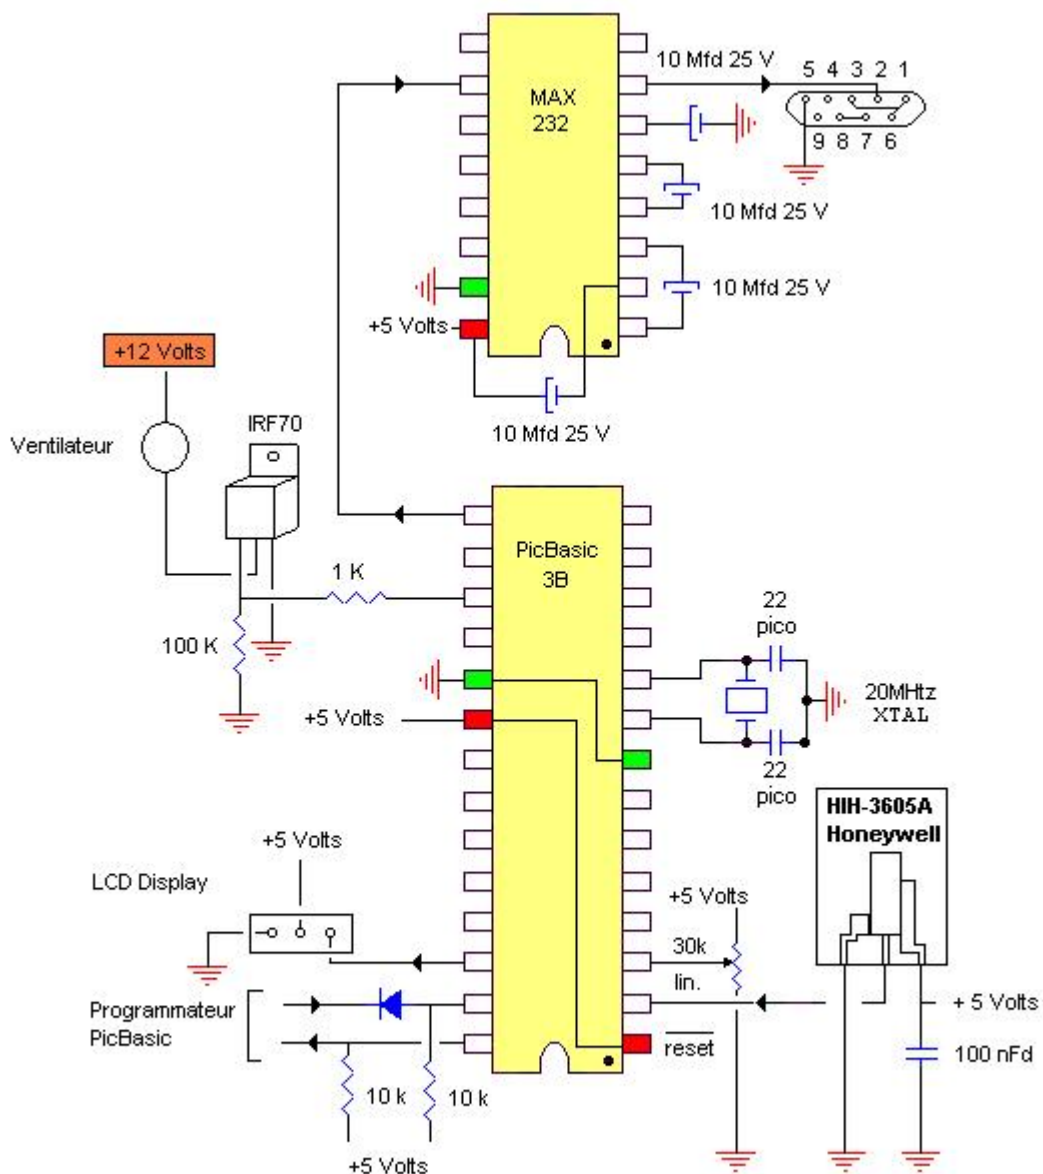 10 Mfd 25 V
5 4 3 2 1
MAX
232
9 8 7 6
10 Mfd 25 V
10 Mfd 25 V
+5 Volts
+12 Volts
10 Mfd 25 V
IRF70
Ventilateur
PicBasic
3B
1 K
22
pico
100 K
20MHtz
XTAL
+5 Volts
22
pico
HIH-3605A
Honeywell
+5 Volts
LCD Display
+5 Volts
30k
lin.
Programmateur
PicBasic
+ 5 Volts
reset
100 nFd
10 k
10 k
+5 Volts